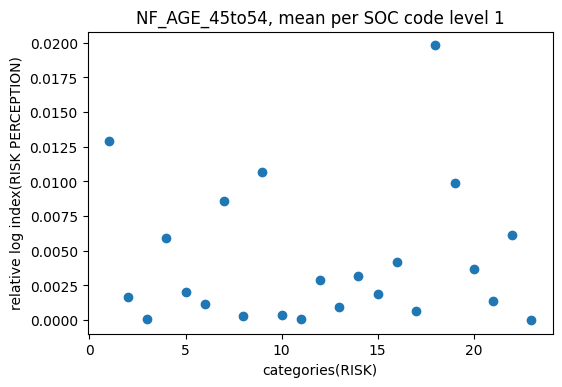 NF_AGE_45to54, mean per SOC code level 1
relative log index(RISK PERCEPTION)
0.0200
0.0175
0.0150
0.0125
0.0100
0.0075
0.0050
0.0025
0.0000
0 5 10 15 20
categories(RISK)